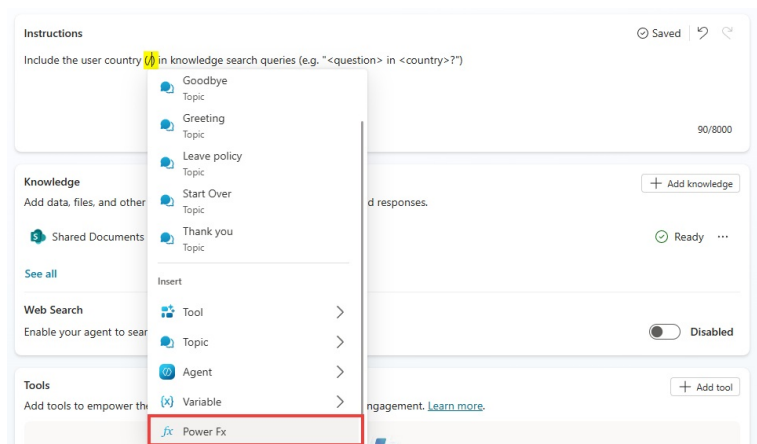 Instructions
Saved
Include the user country (/) in knowledge search queries (e.g. "<question> in <country>?")
Goodbye
Topic
Greeting
Topic
90/8000
Leave policy
Topic
Knowledge
Add knowledge
Start Over
Add data, files, and other
d responses.
Topic
Thank you
Shared Documents
Ready
Topic
See all
Insert
Web Search
Tool
Enable your agent to sear
Disabled
Topic
Agent
Tools
Add tool
Variable
Add tools to empower the
ngagement. Learn more.
fx Power Fx